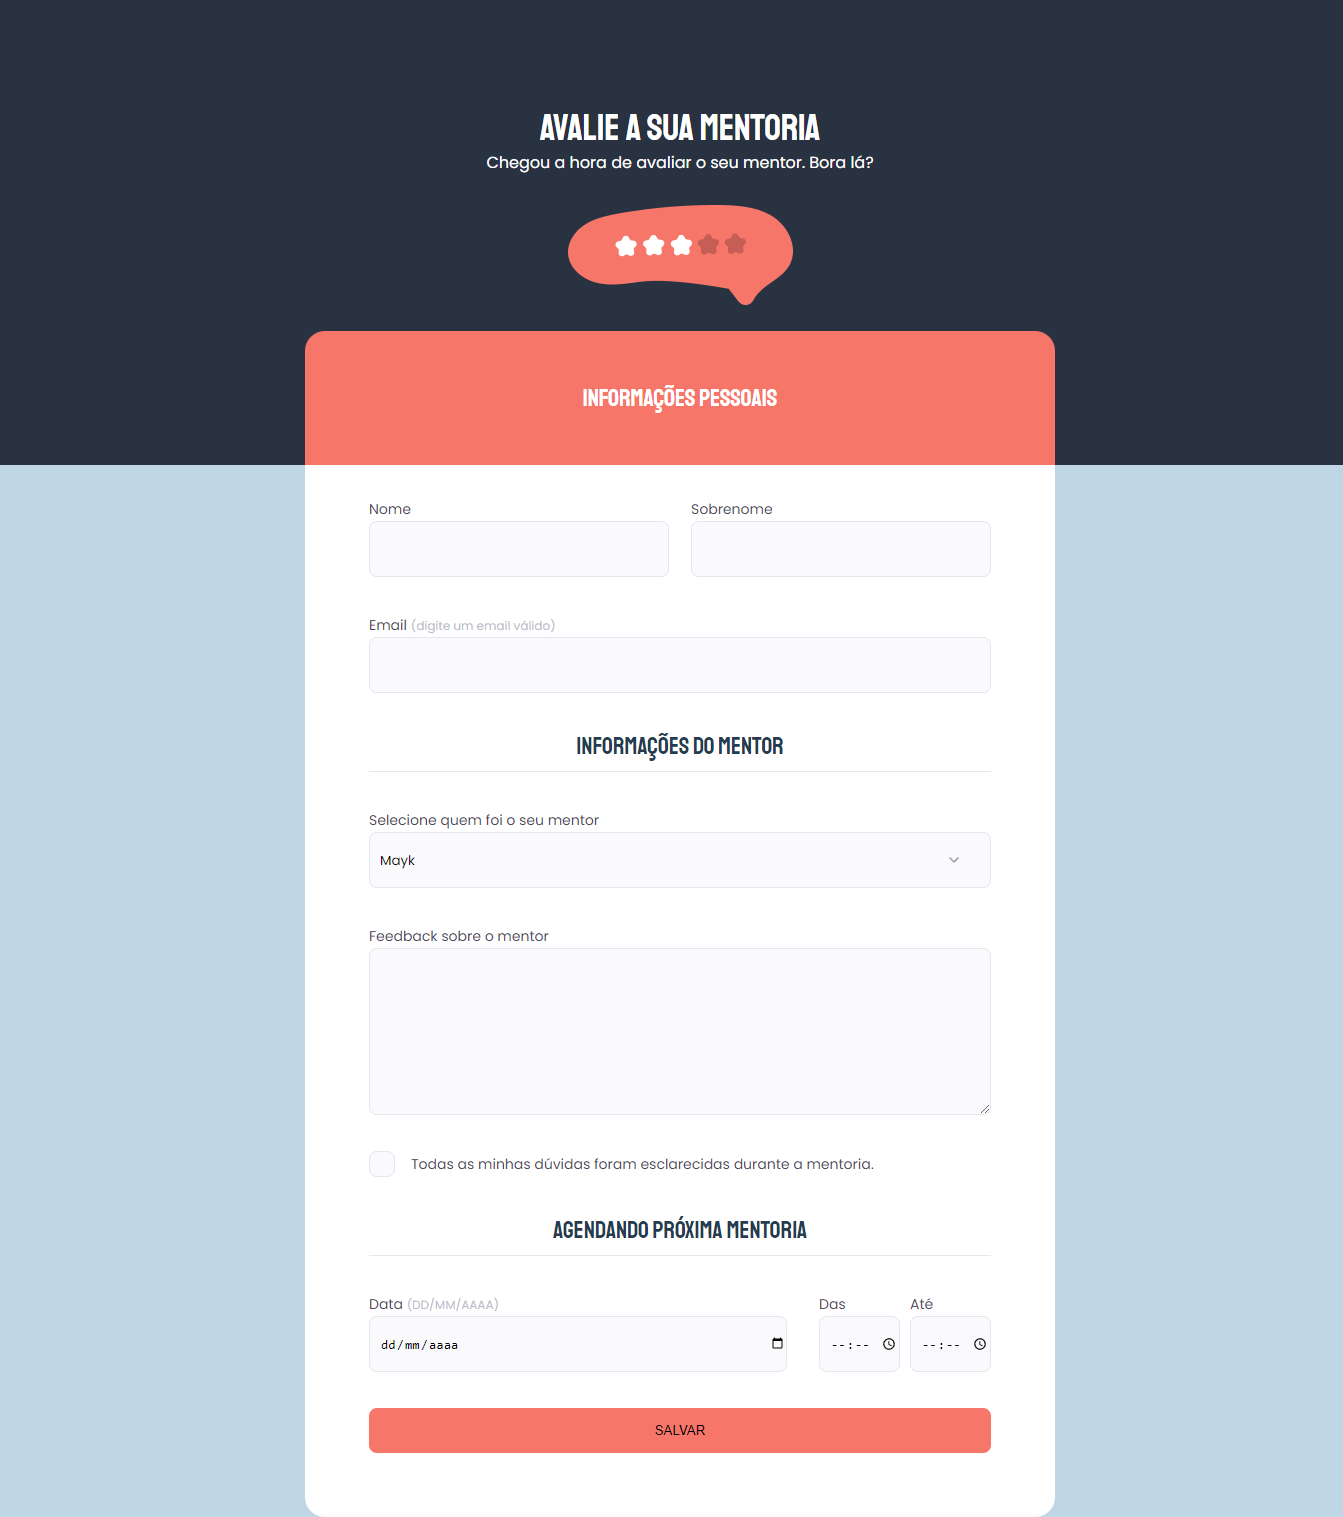 AVALIE A SUA MENTORIA
Chegou a hora de avaliar o seu mentor. Bora lá?
INFORMAÇÕES PESSOAIS
Nome Sobrenome
Email (digite um email válido)
INFORMAÇÕES DO MENTOR
Selecione quem foi o seu mentor
Mayk
Feedback sobre o mentor
Todas as minhas dúvidas foram esclarecidas durante a mentoria.
AGENDANDO PRÓXIMA MENTORIA
Data (DD/MM/AAAA) Das Até
dd/mm/aaaa --:-- --:--
SALVAR